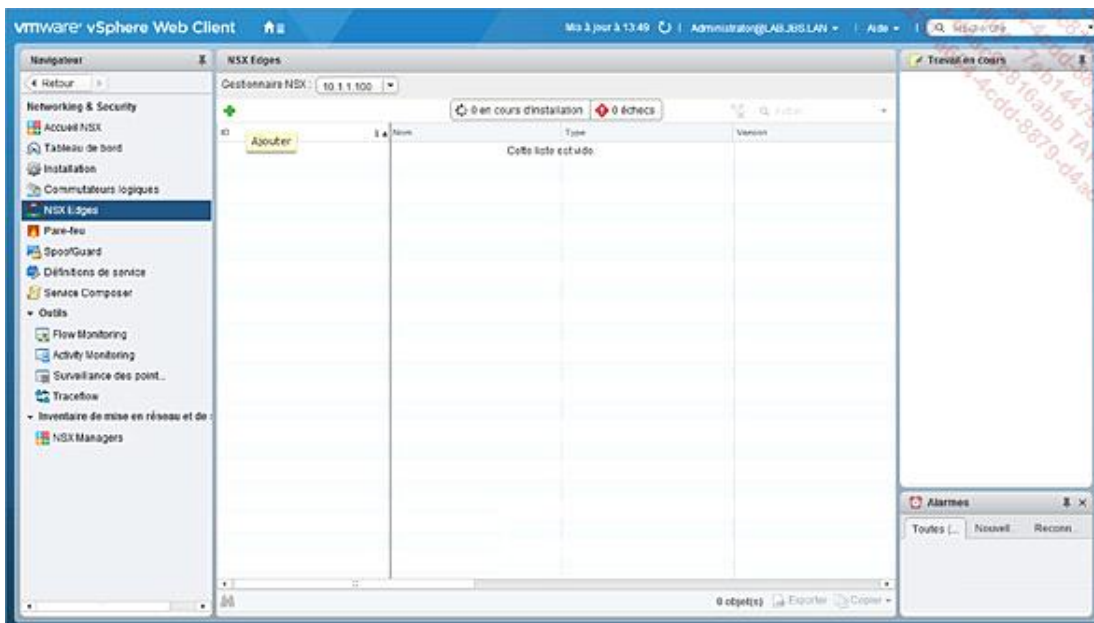 vmware® vSphere Web Client
Mis à jour à 13:49 | Administrator@LAB.JBS.LAN | Aide |
Navigateur
Retour
Networking & Security
Accueil NSX
Tableau de bord
Installation
Commutateurs logiques
NSX Edges
Pare-feu
SpoofGuard
Définitions de service
Service Composer
Outils
Flow Monitoring
Activity Monitoring
Surveillance des point...
Traceflow
Inventaire de mise en réseau et de
NSX Managers
NSX Edges
Gestionnaire NSX : 10.1.1.100
0 en cours d'installation 0 échecs
ID 1 Nom Type Version
Ajouter
Cette liste est vide.
0 objet(s) Exporter Copier
Travail en cours
Alarmes
Toutes (... Nouvel... Reconn...